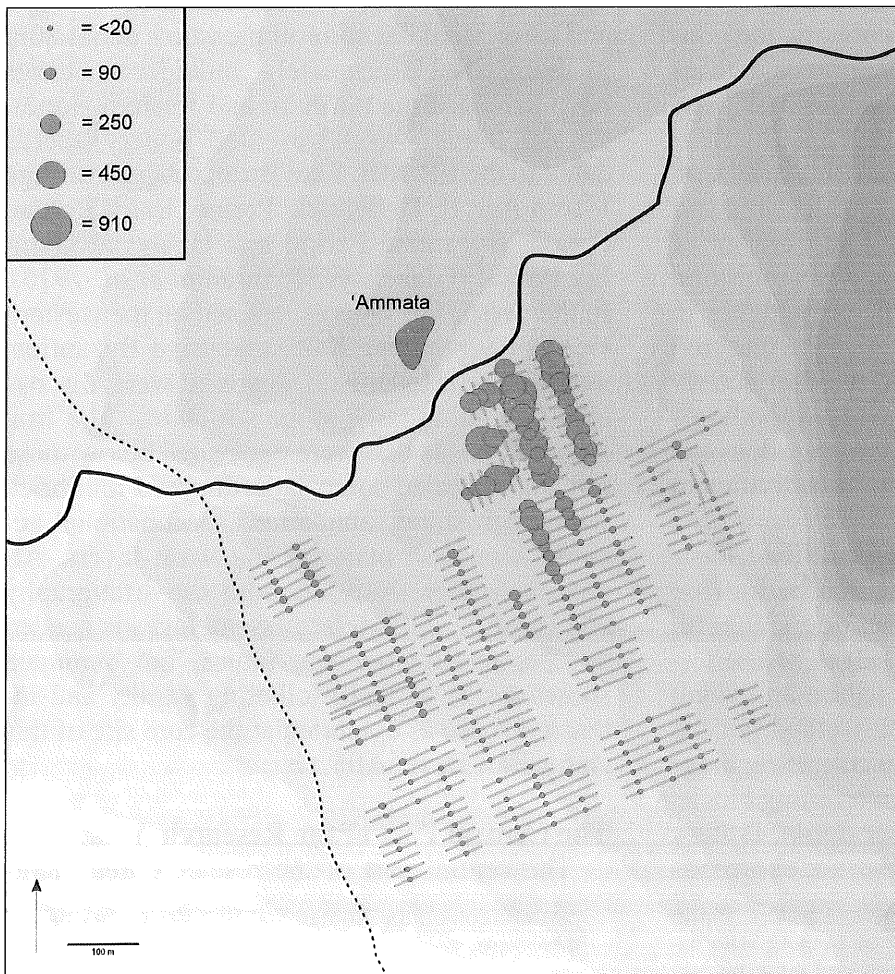 = <20
= 90
= 250
= 450
= 910
'Ammata
100 m